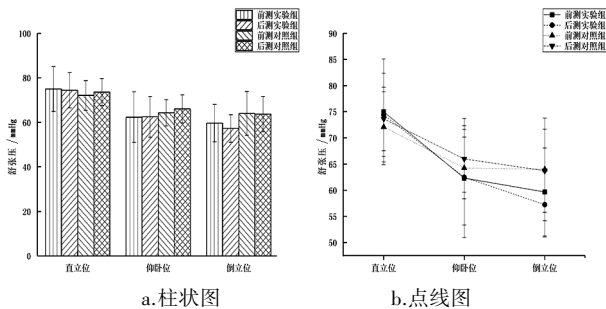 前测实验组
后测实验组
前测对照组
后测对照组
舒张压 /mmHg
100
80
60
40
20
0
直立位
仰卧位
倒立位
a.柱状图
前测实验组
后测实验组
前测对照组
后测对照组
舒张压 /mmHg
90
85
80
75
70
65
60
55
50
直立位
仰卧位
倒立位
b.点线图